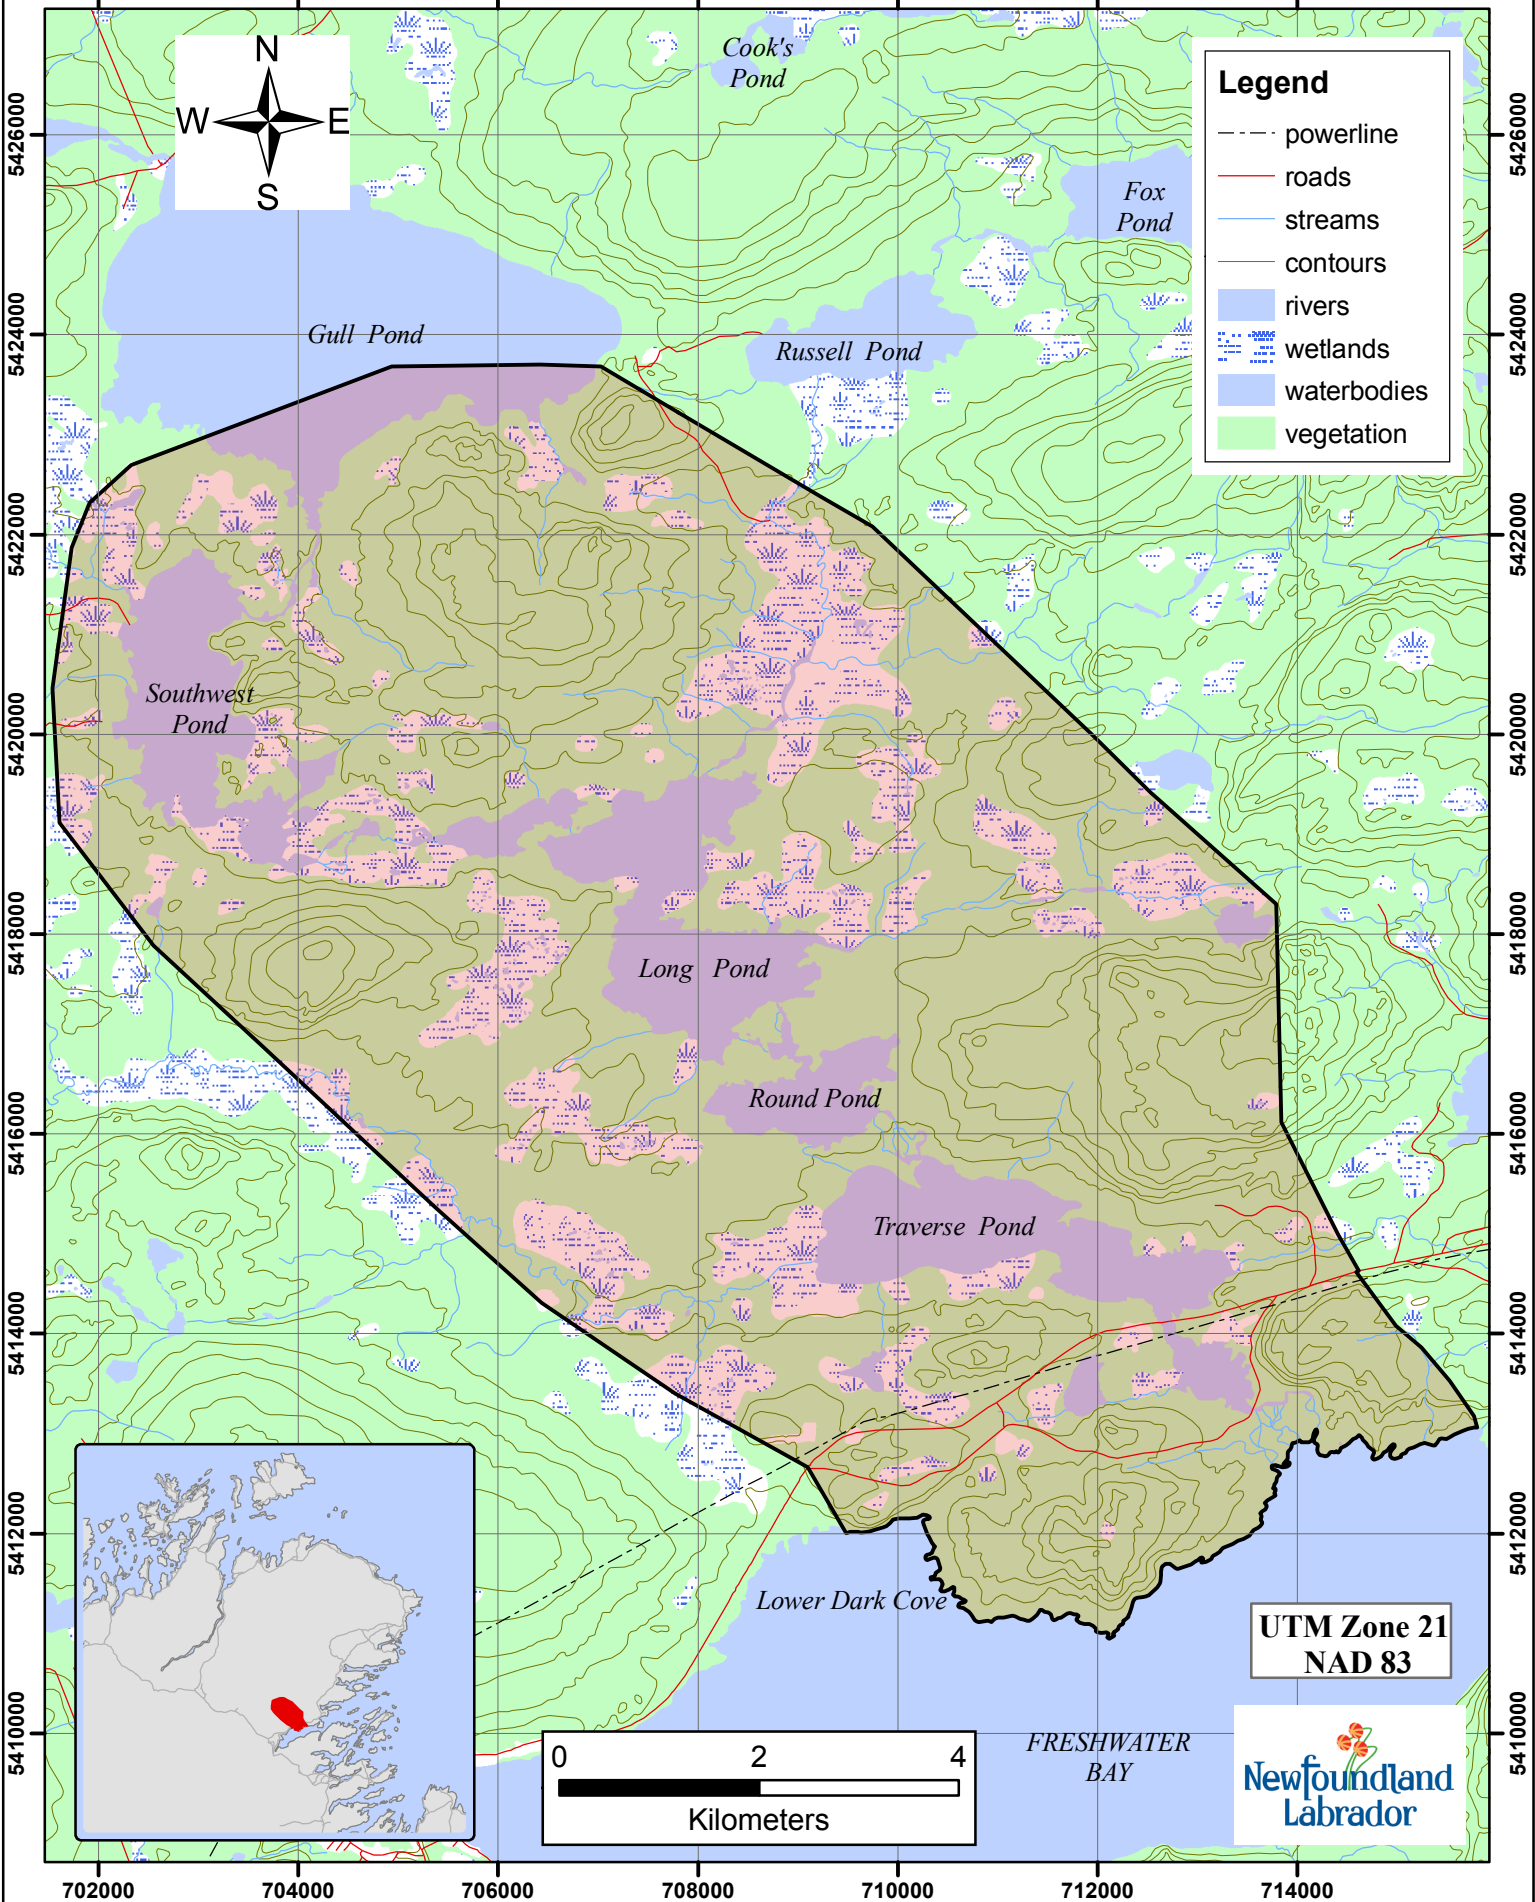 N
W
E
S
Cook's
Pond
Legend
powerline
roads
streams
contours
rivers
wetlands
waterbodies
vegetation
Fox
Pond
Gull Pond
Russell Pond
Southwest
Pond
Long Pond
Round Pond
Traverse Pond
Lower Dark Cove
FRESHWATER
BAY
UTM Zone 21
NAD 83
0 2 4
Kilometers
Newfoundland
Labrador
5426000
5424000
5422000
5420000
5418000
5416000
5414000
5412000
5410000
5426000
5424000
5422000
5420000
5418000
5416000
5414000
5412000
5410000
702000 704000 706000 708000 710000 712000 714000